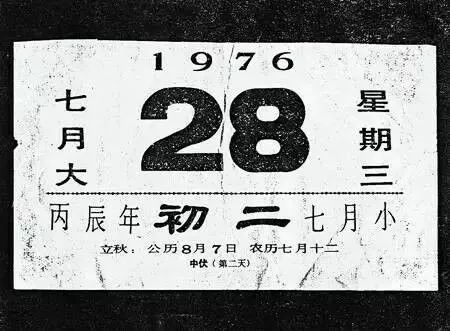 1976
七月大 28 星期三
丙辰年 初二 七月小
立秋：公历8月7日 农历七月十二
中伏（第二天）